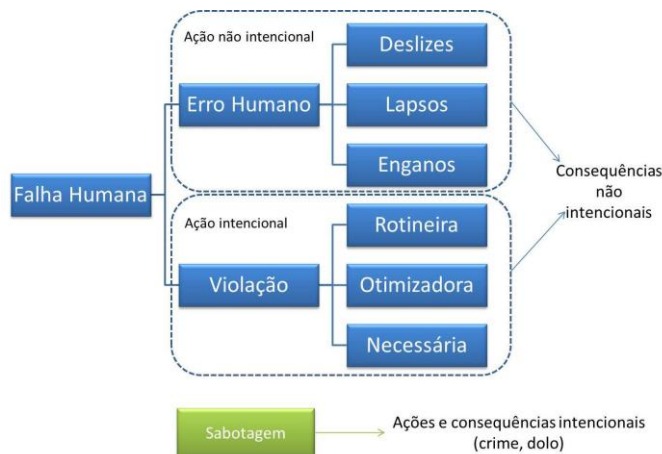 Ação não intencional
Deslizes
Erro Humano
Lapsos
Enganos
Falha Humana
Consequências
não
intencionais
Ação intencional
Rotineira
Violação
Otimizadora
Necessária
Sabotagem
Ações e consequências intencionais
(crime, dolo)